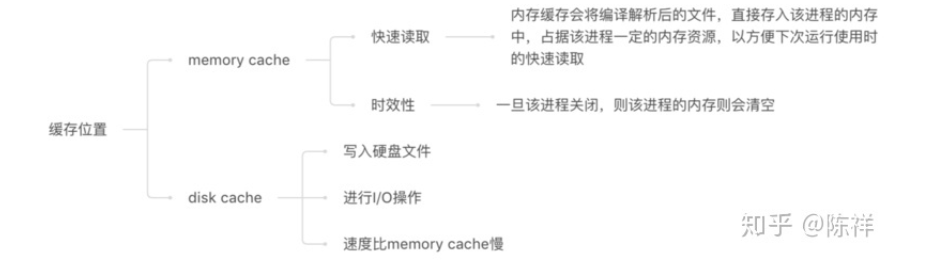 缓存位置
memory cache
快速读取
内存缓存会将编译解析后的文件，直接存入该进程的内存
中，占据该进程一定的内存资源，以方便下次运行使用时
的快速读取
时效性
一旦该进程关闭，则该进程的内存则会清空
disk cache
写入硬盘文件
进行I/O操作
速度比memory cache慢
知乎 @陈祥